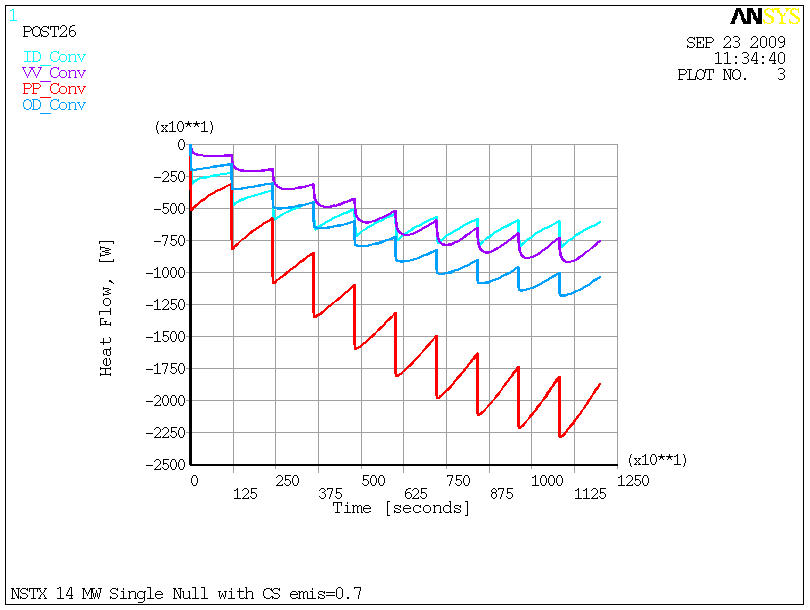 1
ANSYS
POST26
SEP 23 2009
11:34:40
PLOT NO. 3
ID_Conv
VV_Conv
PP_Conv
OD_Conv
(x10**1)
0
-250
-500
-750
-1000
-1250
-1500
-1750
-2000
-2250
-2500
Heat Flow, [W]
(x10**1)
0 250 500 750 1000 1250
125 375 625 875 1125
Time [seconds]
NSTX 14 MW Single Null with CS emis=0.7